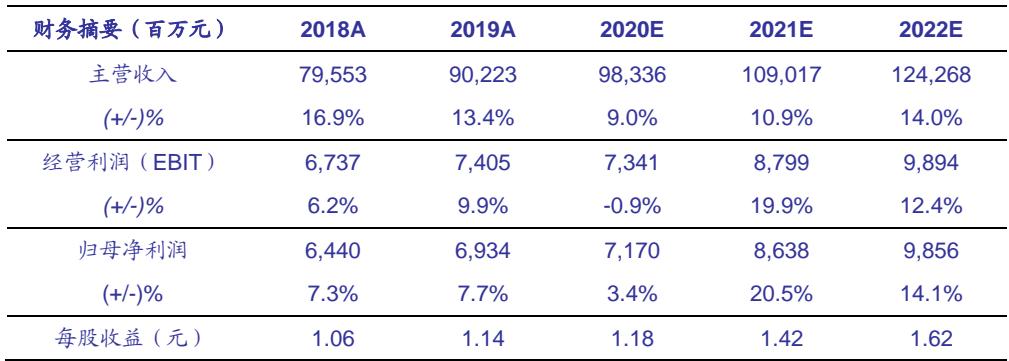 财务摘要（百万元） 2018A 2019A 2020E 2021E 2022E
主营收入 79,553 90,223 98,336 109,017 124,268
(+/-)% 16.9% 13.4% 9.0% 10.9% 14.0%
经营利润（EBIT） 6,737 7,405 7,341 8,799 9,894
(+/-)% 6.2% 9.9% -0.9% 19.9% 12.4%
归母净利润 6,440 6,934 7,170 8,638 9,856
(+/-)% 7.3% 7.7% 3.4% 20.5% 14.1%
每股收益（元） 1.06 1.14 1.18 1.42 1.62